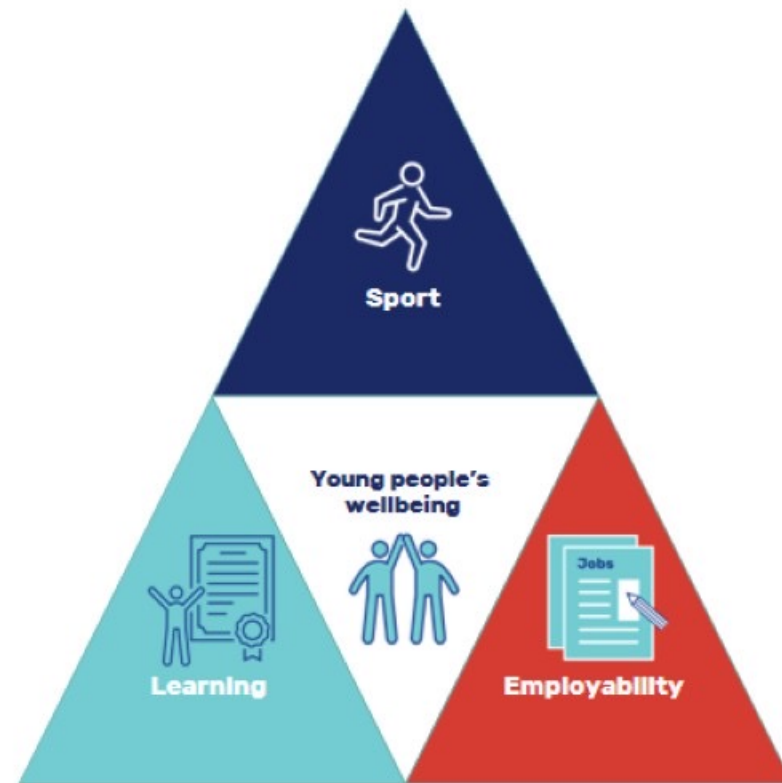 Sport
Young people's
wellbeing
Jobs
Learning
Employability